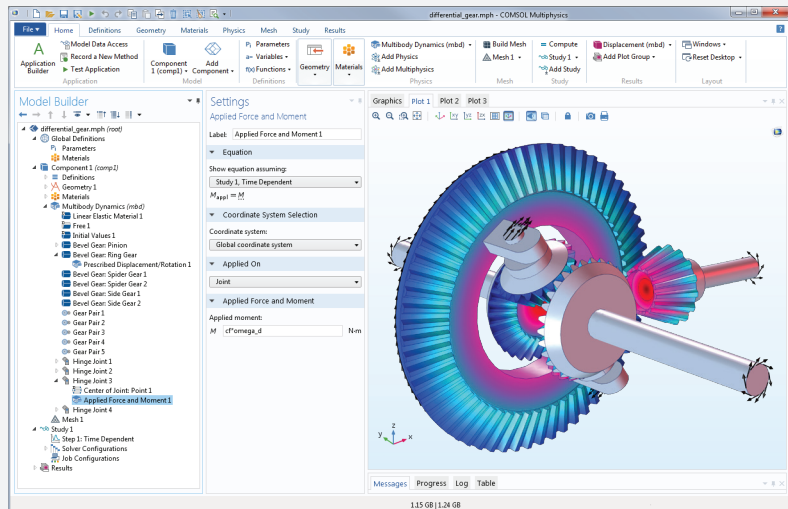 differential_gear.mph - COMSOL Multiphysics
File Home Definitions Geometry Materials Physics Mesh Study Results
Application Builder
Model Data Access
Record a New Method
Test Application
Application
Component 1 (comp1)
Add Component
Model
Pi Parameters
a= Variables
f(x) Functions
Definitions
Geometry
Materials
Multibody Dynamics (mbd)
Add Physics
Add Multiphysics
Physics
Build Mesh
Mesh 1
Mesh
= Compute
Study 1
Add Study
Study
Displacement (mbd)
Add Plot Group
Results
Windows
Reset Desktop
Layout
Model Builder
differential_gear.mph (root)
Global Definitions
Pi Parameters
Materials
Component 1 (comp1)
Definitions
Geometry 1
Materials
Multibody Dynamics (mbd)
Linear Elastic Material 1
Free 1
Initial Values 1
Bevel Gear: Pinion
Bevel Gear: Ring Gear
Prescribed Displacement/Rotation 1
Bevel Gear: Spider Gear 1
Bevel Gear: Spider Gear 2
Bevel Gear: Side Gear 1
Bevel Gear: Side Gear 2
Gear Pair 1
Gear Pair 2
Gear Pair 3
Gear Pair 4
Gear Pair 5
Hinge Joint 1
Hinge Joint 2
Hinge Joint 3
Center of Joint: Point 1
Applied Force and Moment 1
Hinge Joint 4
Mesh 1
Study 1
Step 1: Time Dependent
Solver Configurations
Job Configurations
Results
Settings
Applied Force and Moment
Label: Applied Force and Moment 1
Equation
Show equation assuming:
Study 1, Time Dependent
Mappl = M
Coordinate System Selection
Coordinate system:
Global coordinate system
Applied On
Joint
Applied Force and Moment
Applied moment:
M cf*omega_d N·m
Graphics Plot 1 Plot 2 Plot 3
xy yz zx
z
y x
Messages Progress Log Table
1.15 GB | 1.24 GB